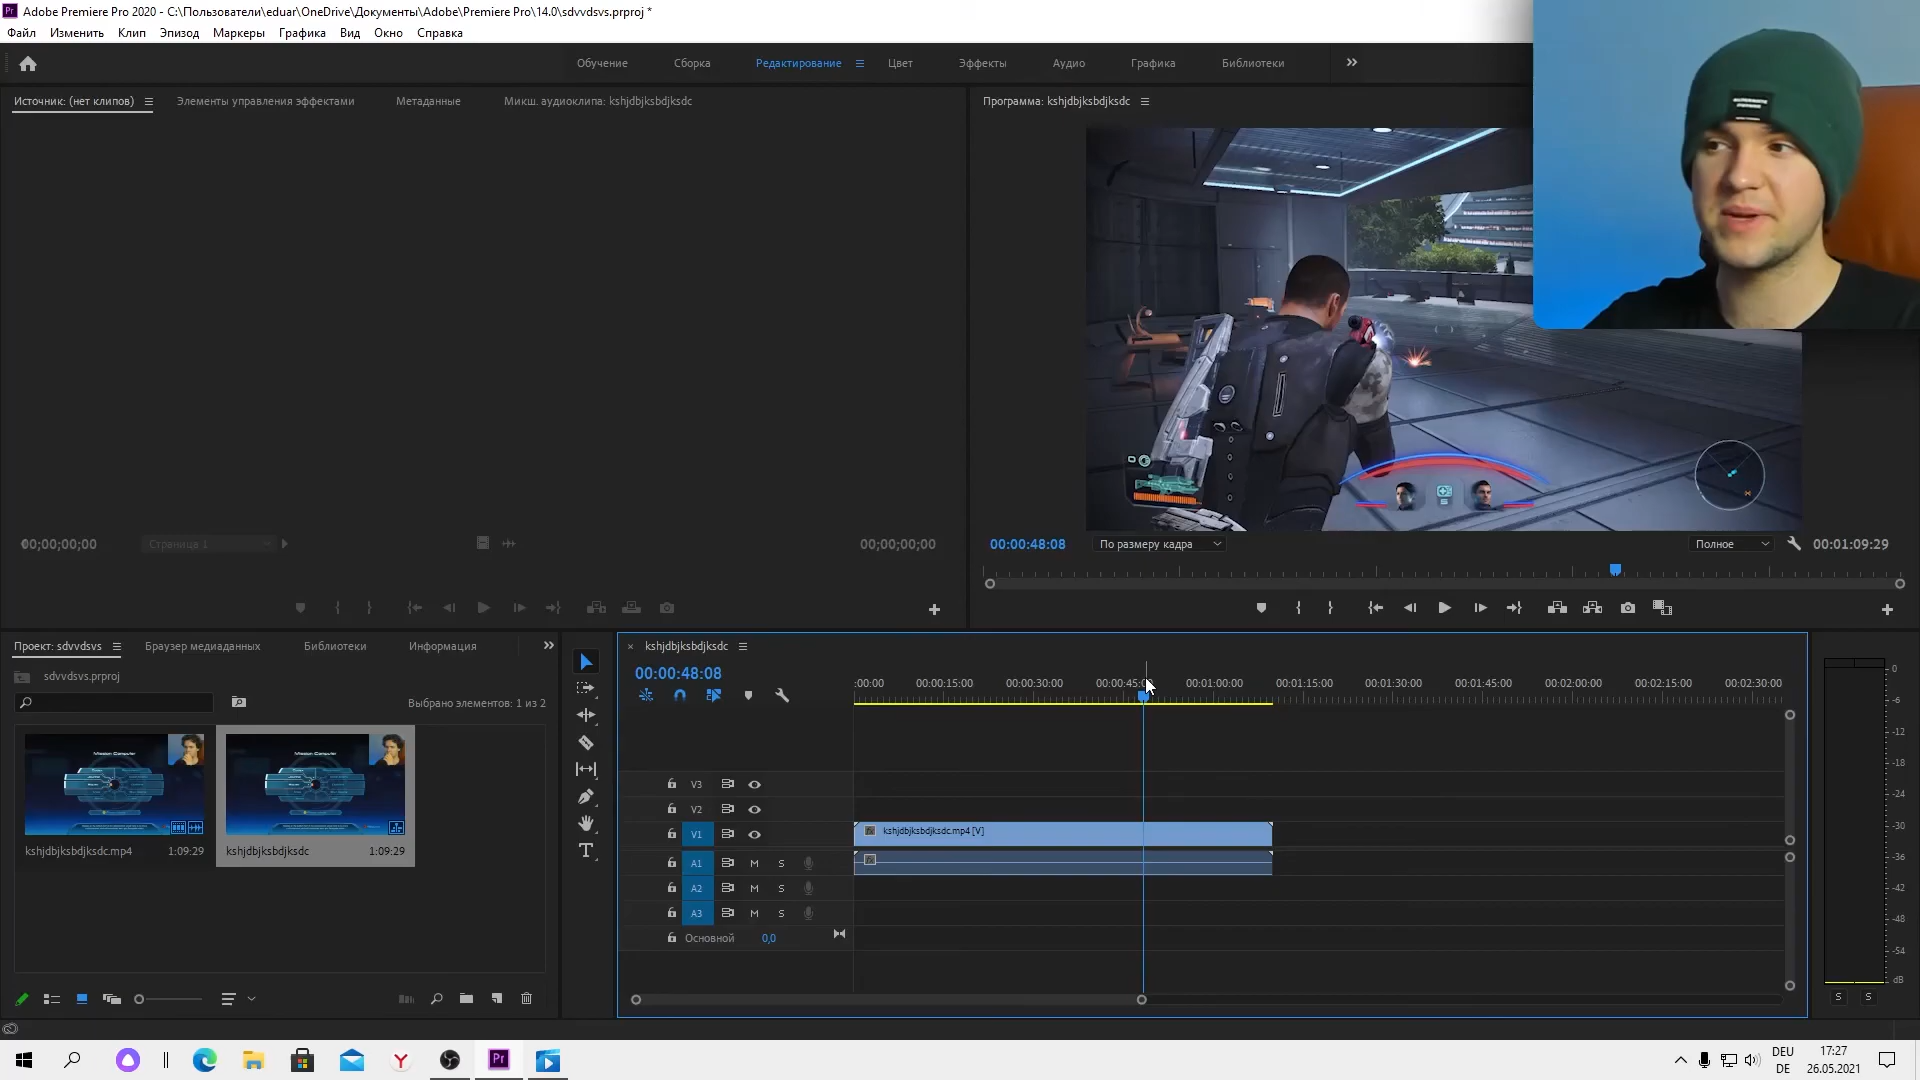 Adobe Premiere Pro 2020 - C:\Пользователи\eduar\OneDrive\Документы\Adobe\Premiere Pro\14.0\sdvvdsvs.prproj *
Файл Изменить Клип Эпизод Маркеры Графика Вид Окно Справка
Обучение Сборка Редактирование Цвет Эффекты Аудио Графика Библиотеки
Источник: (нет клипов) Элементы управления эффектами Метаданные Микш. аудиоклипа: kshjdbjksbdjksdc
Программа: kshjdbjksbdjksdc
00;00;00;00 Страница 1 00;00;00;00
00:00:48:08 По размеру кадра Полное 00:01:09:29
Проект: sdvvdsvs Браузер медиаданных Библиотеки Информация
sdvvdsvs.prproj
Выбрано элементов: 1 из 2
Mission Computer
Mission Computer
kshjdbjksbdjksdc.mp4 1:09:29
kshjdbjksbdjksdc 1:09:29
kshjdbjksbdjksdc
00:00:48:08
:00:00 00:00:15:00 00:00:30:00 00:00:45:00 00:01:00:00 00:01:15:00 00:01:30:00 00:01:45:00 00:02:00:00 00:02:15:00 00:02:30:00
V3
V2
V1 kshjdbjksbdjksdc.mp4 [V]
A1 M S
A2 M S
A3 M S
Основной 0,0
0
-6
-12
-18
-24
-30
-36
-42
-48
-54
dB
S S
DEU
DE
17:27
26.05.2021